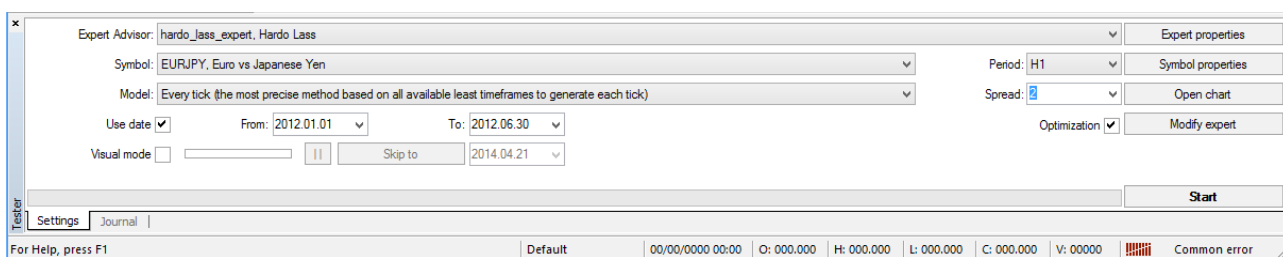 x
Expert Advisor: hardo_lass_expert, Hardo Lass Expert properties
Symbol: EURJPY, Euro vs Japanese Yen Period: H1 Symbol properties
Model: Every tick (the most precise method based on all available least timeframes to generate each tick) Spread: 2 Open chart
Use date From: 2012.01.01 To: 2012.06.30 Optimization Modify expert
Visual mode Skip to 2014.04.21
Start
Tester
Settings Journal
For Help, press F1 Default 00/00/0000 00:00 O: 000.000 H: 000.000 L: 000.000 C: 000.000 V: 00000 Common error